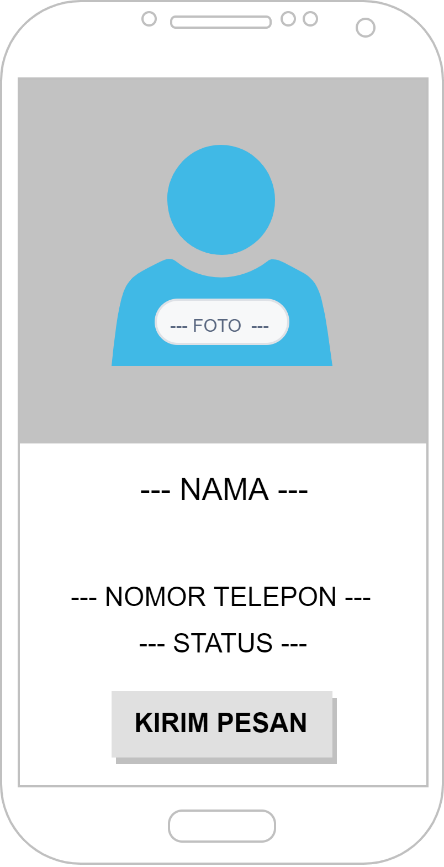 --- FOTO ---
--- NAMA ---
--- NOMOR TELEPON ---
--- STATUS ---
KIRIM PESAN